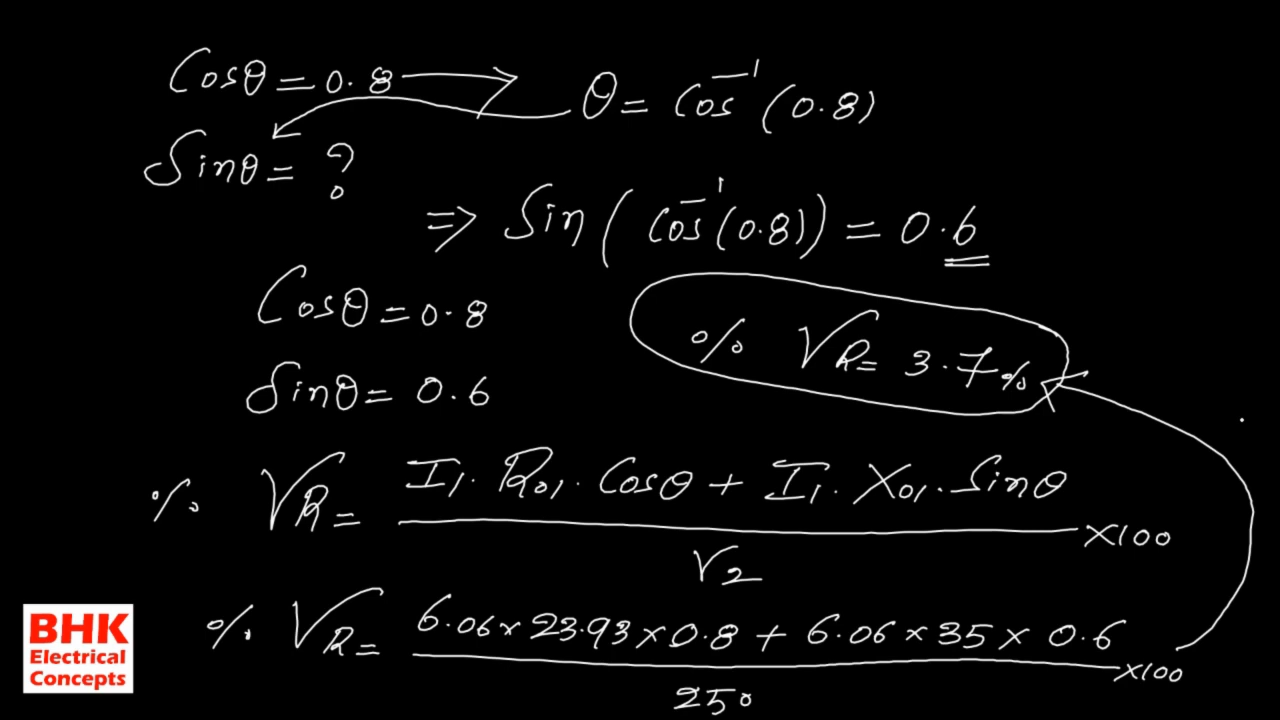 Cosθ = 0.8 → θ = Cos⁻¹(0.8)
Sinθ = ?
⇒ Sin(Cos⁻¹(0.8)) = 0.6
Cosθ = 0.8
Sinθ = 0.6
% VR = 3.7%
% VR = (I₁. R₀₁. Cosθ + I₁. X₀₁. Sinθ) / V₂ ×100
% VR = (6.06 × 23.93 × 0.8 + 6.06 × 35 × 0.6) / 250 ×100
BHK
Electrical
Concepts